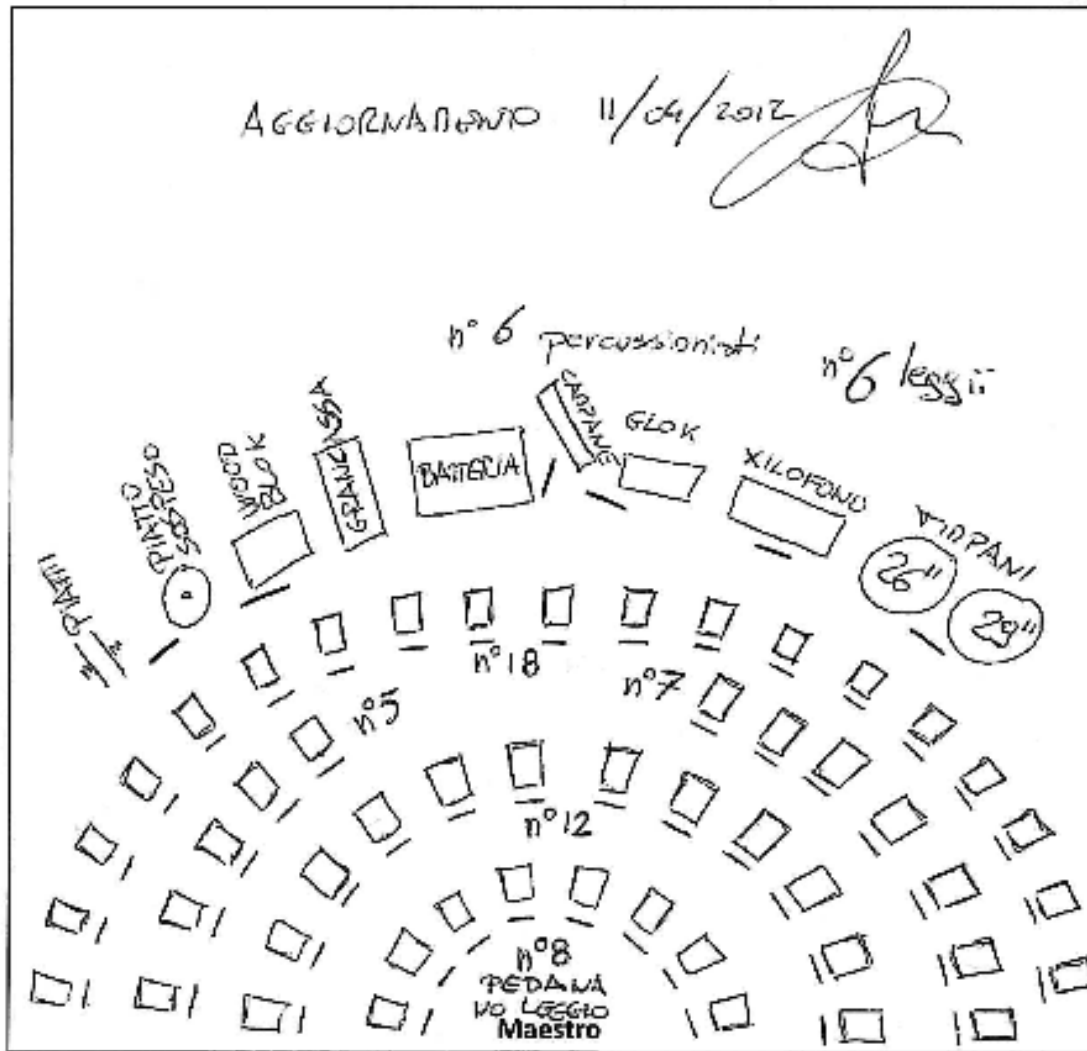 AGGIORNAMENTO 11/04/2012
n° 6 percussionisti
n° 6 leggii
PIATTI
PIATTO
SOSPESO
WOOD
BLOK
GRANCASSA
BATTERIA
CAMPANE
GLOK
XILOFONO
TIMPANI
26"
29"
n°5
n°18
n°7
n°12
n°8
PEDANA
NO LEGGIO
Maestro